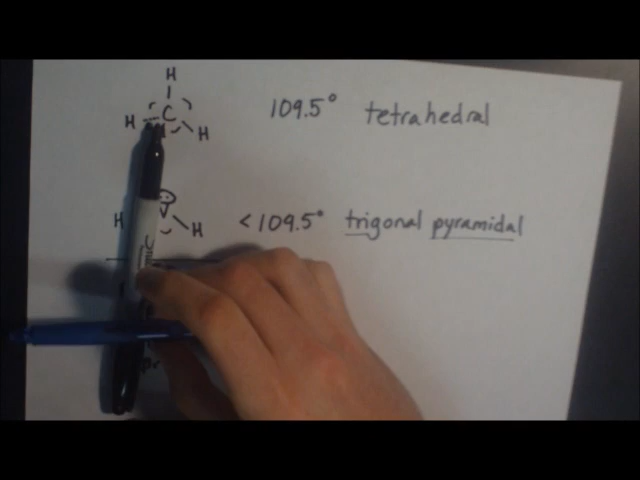 H
H C H
109.5° tetrahedral
H H
<109.5° trigonal pyramidal